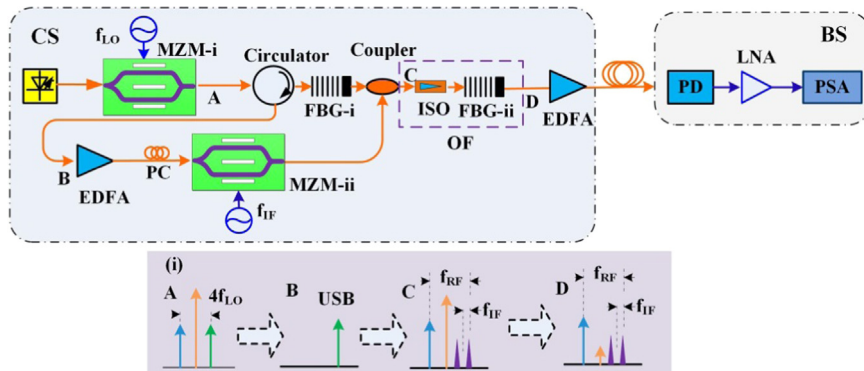 CS
f_LO
MZM-i
A
Circulator
FBG-i
Coupler
C
ISO
FBG-ii
D
OF
EDFA
B
EDFA
PC
MZM-ii
f_IF
BS
PD
LNA
PSA
(i)
A
4f_LO
B
USB
C
f_RF
f_IF
D
f_RF
f_IF